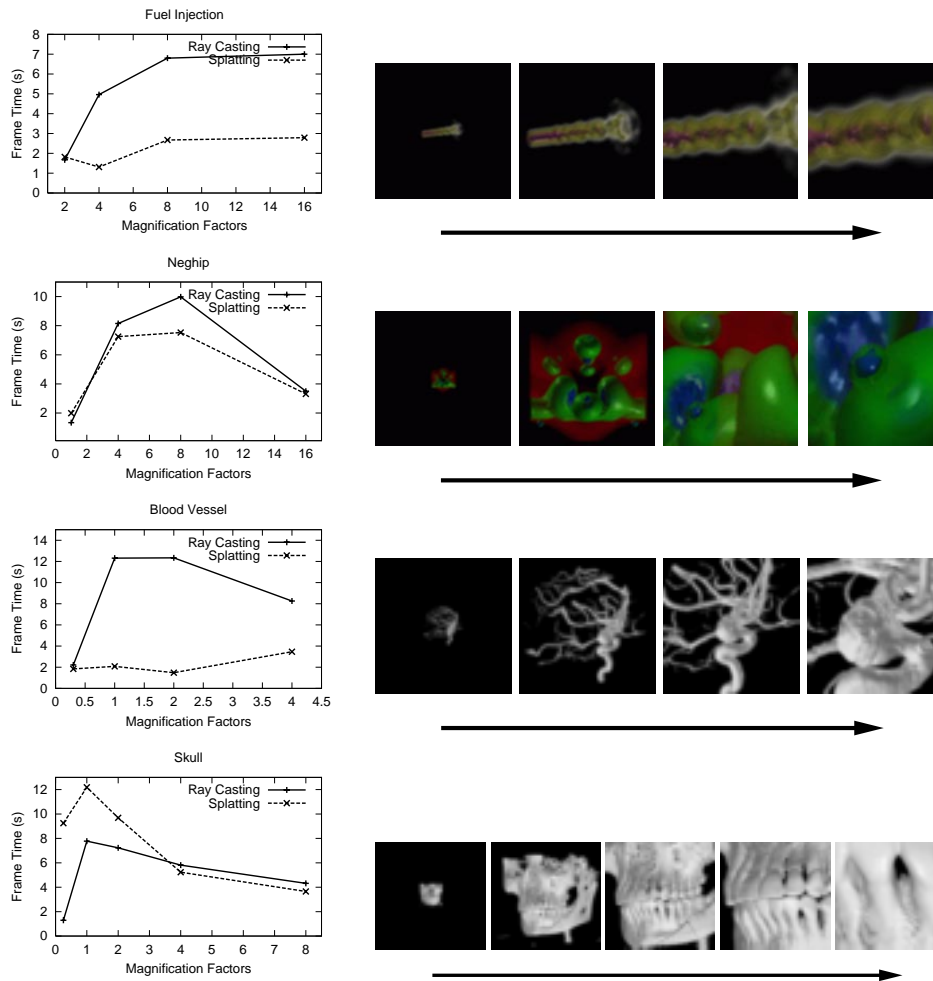 Fuel Injection
8
7
6
5
4
3
2
1
0
2 4 6 8 10 12 14 16
Frame Time (s)
Magnification Factors
Ray Casting
Splatting
Neghip
10
8
6
4
2
0 2 4 6 8 10 12 14 16
Frame Time (s)
Magnification Factors
Ray Casting
Splatting
Blood Vessel
14
12
10
8
6
4
2
0
0 0.5 1 1.5 2 2.5 3 3.5 4 4.5
Frame Time (s)
Magnification Factors
Ray Casting
Splatting
Skull
12
10
8
6
4
2
0
0 1 2 3 4 5 6 7 8
Frame Time (s)
Magnification Factors
Ray Casting
Splatting